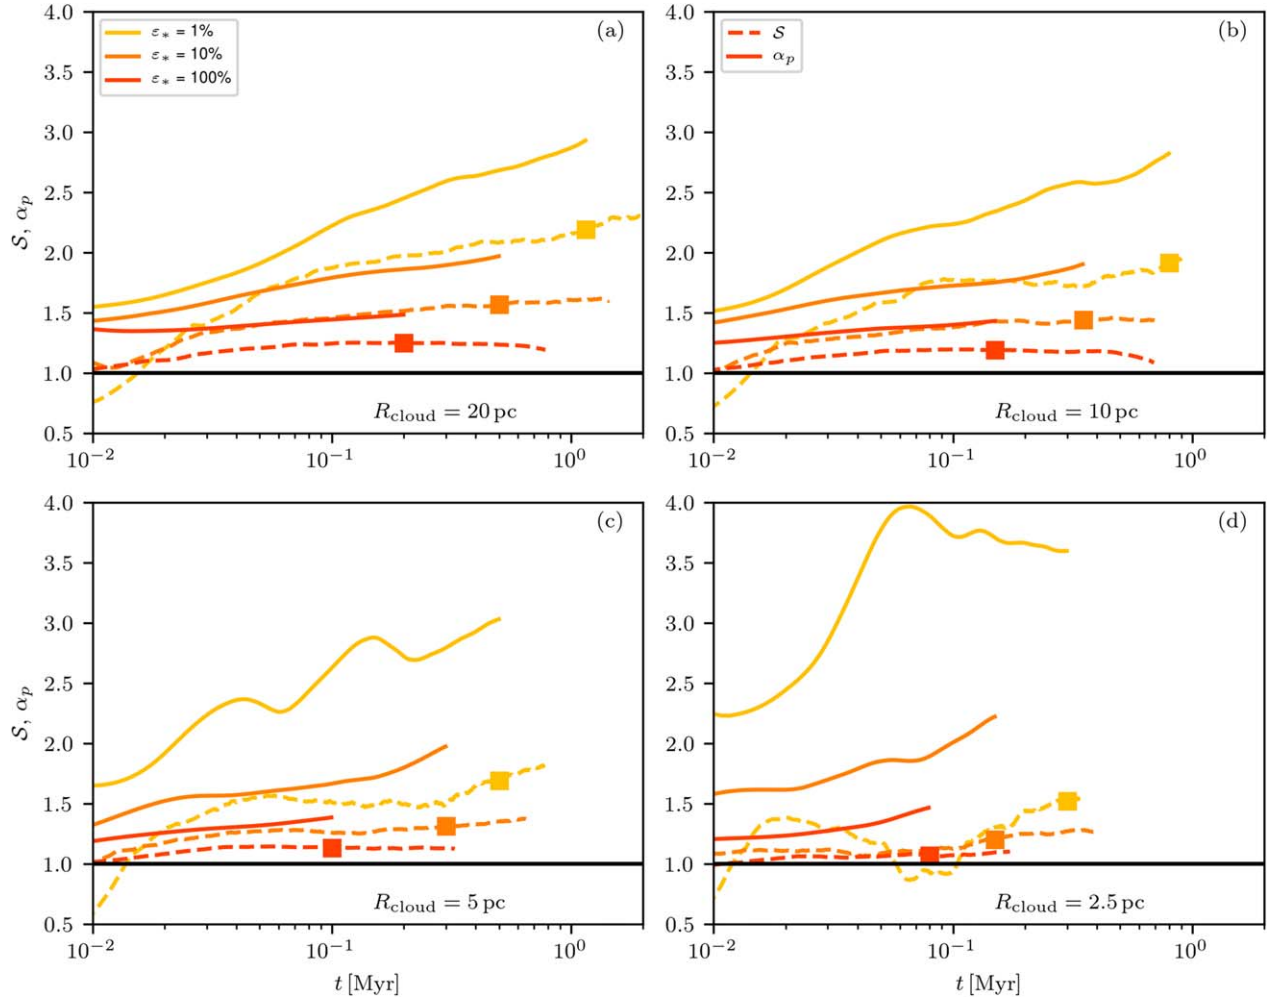 4.0
3.5
3.0
2.5
2.0
1.5
1.0
0.5
𝒮, αₚ
ε* = 1%
ε* = 10%
ε* = 100%
(a)
R_cloud = 20 pc
10⁻² 10⁻¹ 10⁰
4.0
3.5
3.0
2.5
2.0
1.5
1.0
0.5
𝒮
αₚ
(b)
R_cloud = 10 pc
10⁻² 10⁻¹ 10⁰
4.0
3.5
3.0
2.5
2.0
1.5
1.0
0.5
𝒮, αₚ
(c)
R_cloud = 5 pc
10⁻² 10⁻¹ 10⁰
t [Myr]
4.0
3.5
3.0
2.5
2.0
1.5
1.0
0.5
(d)
R_cloud = 2.5 pc
10⁻² 10⁻¹ 10⁰
t [Myr]